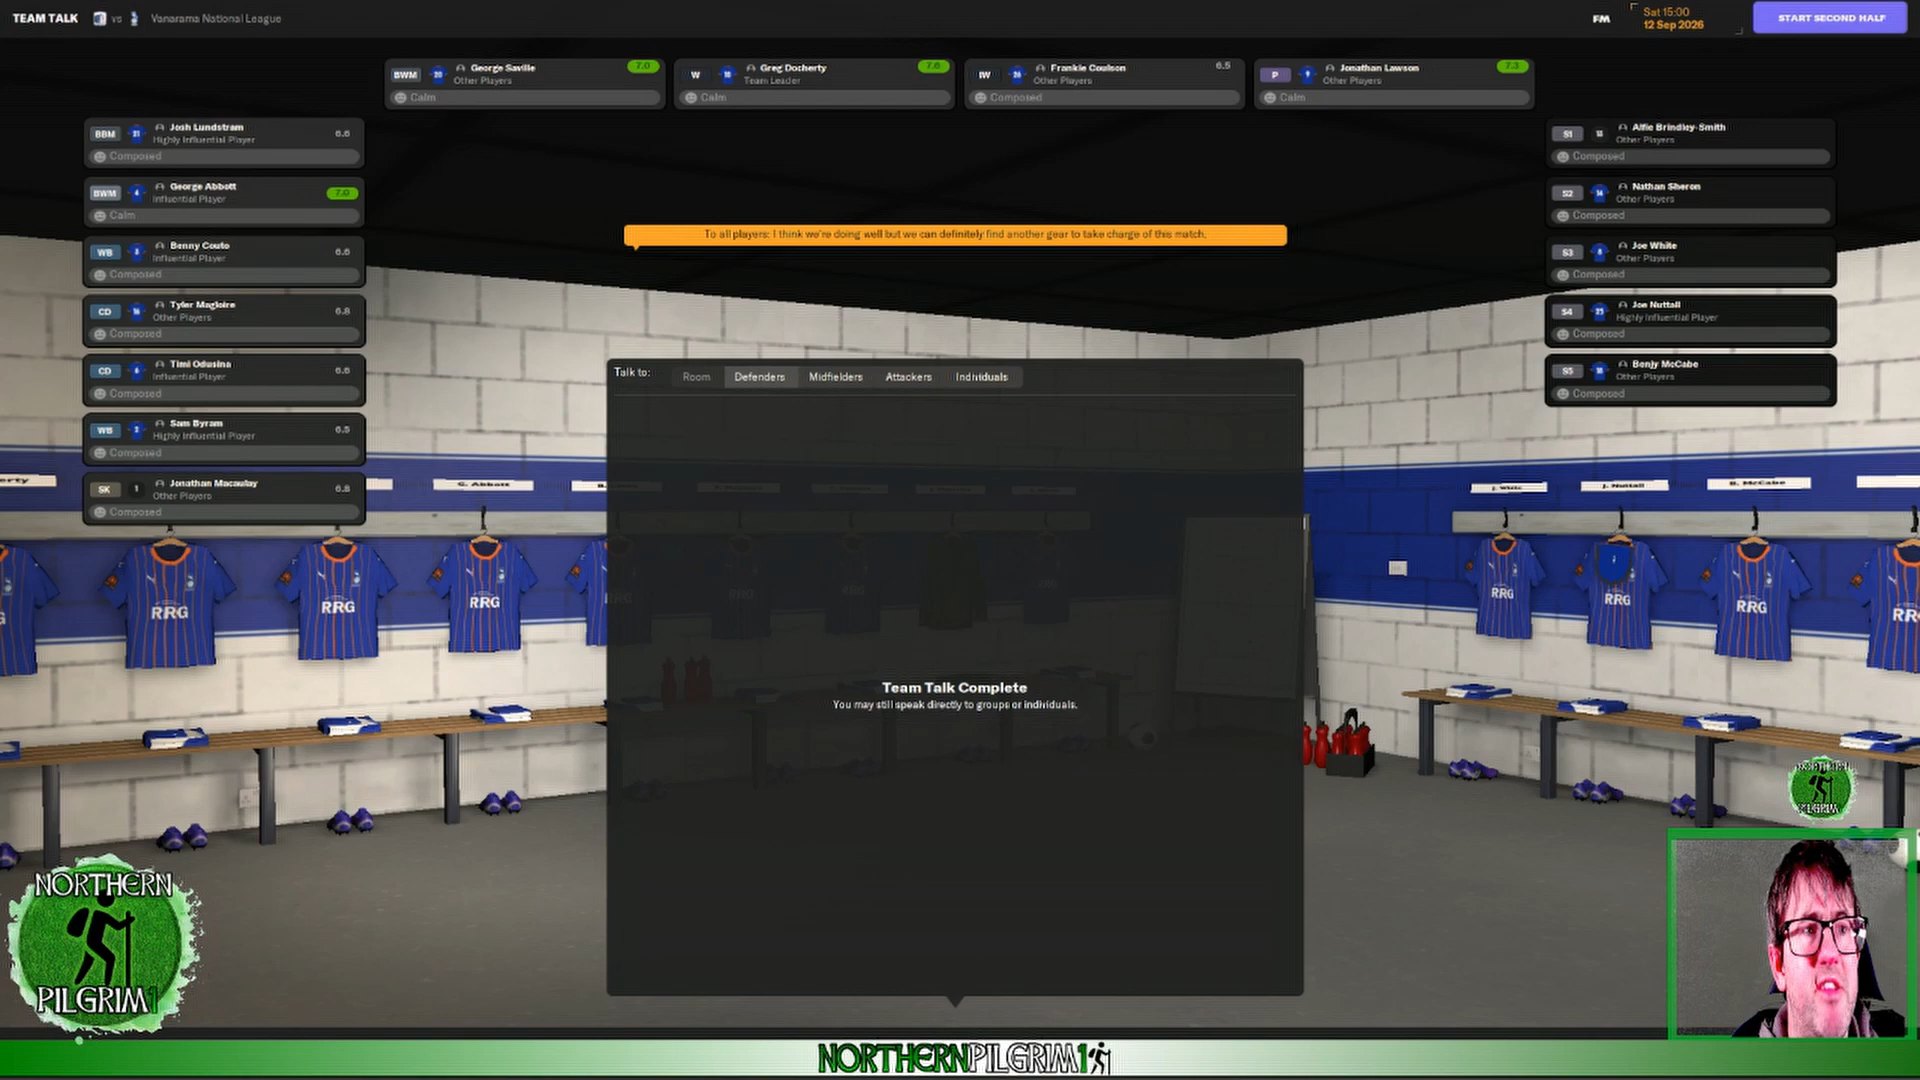 TEAM TALK
vs
Vanarama National League
FM
Sat 15:00
12 Sep 2026
START SECOND HALF
BWM
George Saville
Other Players
7.0
Calm
W
Greg Docherty
Team Leader
Calm
IW
Frankie Coulson
Other Players
6.5
Composed
P
Jonathan Lawson
Other Players
7.3
Calm
BBM
Josh Lundstram
Highly Influential Player
6.6
Composed
BWM
George Abbott
Influential Player
7.0
Calm
WB
Benny Couto
Influential Player
6.6
Composed
CD
Tyler Magloire
Other Players
6.8
Composed
CD
Timi Odusina
Influential Player
6.6
Composed
WB
Sam Byram
Highly Influential Player
6.5
Composed
SK
1
Jonathan Macaulay
Other Players
6.8
Composed
S1
Alfie Brindley-Smith
Other Players
Composed
S2
Nathan Sheron
Other Players
Composed
S3
Joe White
Other Players
Composed
S4
Joe Nuttall
Highly Influential Player
Composed
S5
Benjy McCabe
Other Players
Composed
To all players: I think we're doing well but we can definitely find another gear to take charge of this match.
Talk to:
Room
Defenders
Midfielders
Attackers
Individuals
Team Talk Complete
You may still speak directly to groups or individuals.
erty
G. Abbott
J. White
J. Nuttall
B. McCabe
RRG
RRG
RRG
RRG
RRG
RRG
NORTHERN
PILGRIM1
PILGRIM
NORTHERNPILGRIM1